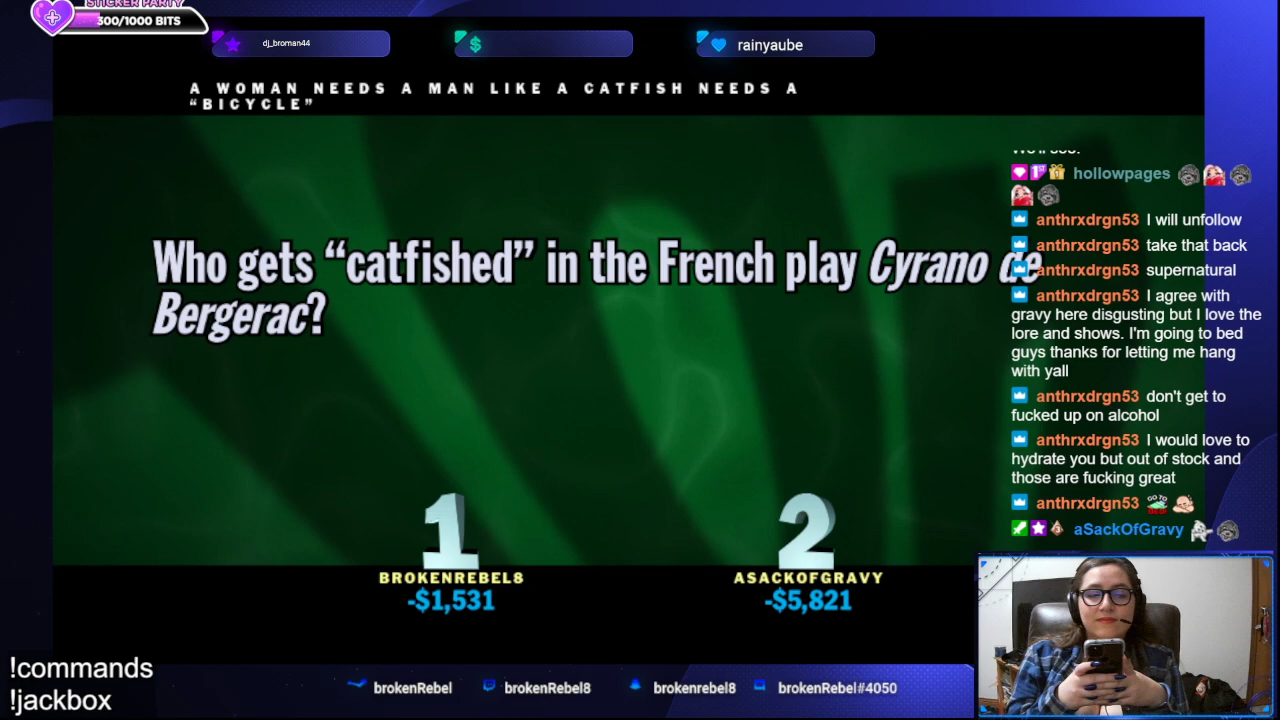 STICKER PARTY
300/1000 BITS
dj_broman44
$
rainyaube
A WOMAN NEEDS A MAN LIKE A CATFISH NEEDS A
“BICYCLE”
Who gets “catfished” in the French play Cyrano de
Bergerac?
1
BROKENREBEL8
-$1,531
2
ASACKOFGRAVY
-$5,821
hollowpages
anthrxdrgn53 I will unfollow
anthrxdrgn53 take that back
anthrxdrgn53 supernatural
anthrxdrgn53 I agree with
gravy here disgusting but I love the
lore and shows. I'm going to bed
guys thanks for letting me hang
with yall
anthrxdrgn53 don't get to
fucked up on alcohol
anthrxdrgn53 I would love to
hydrate you but out of stock and
those are fucking great
anthrxdrgn53
aSackOfGravy
!commands
!jackbox
brokenRebel
brokenRebel8
brokenrebel8
brokenRebel#4050